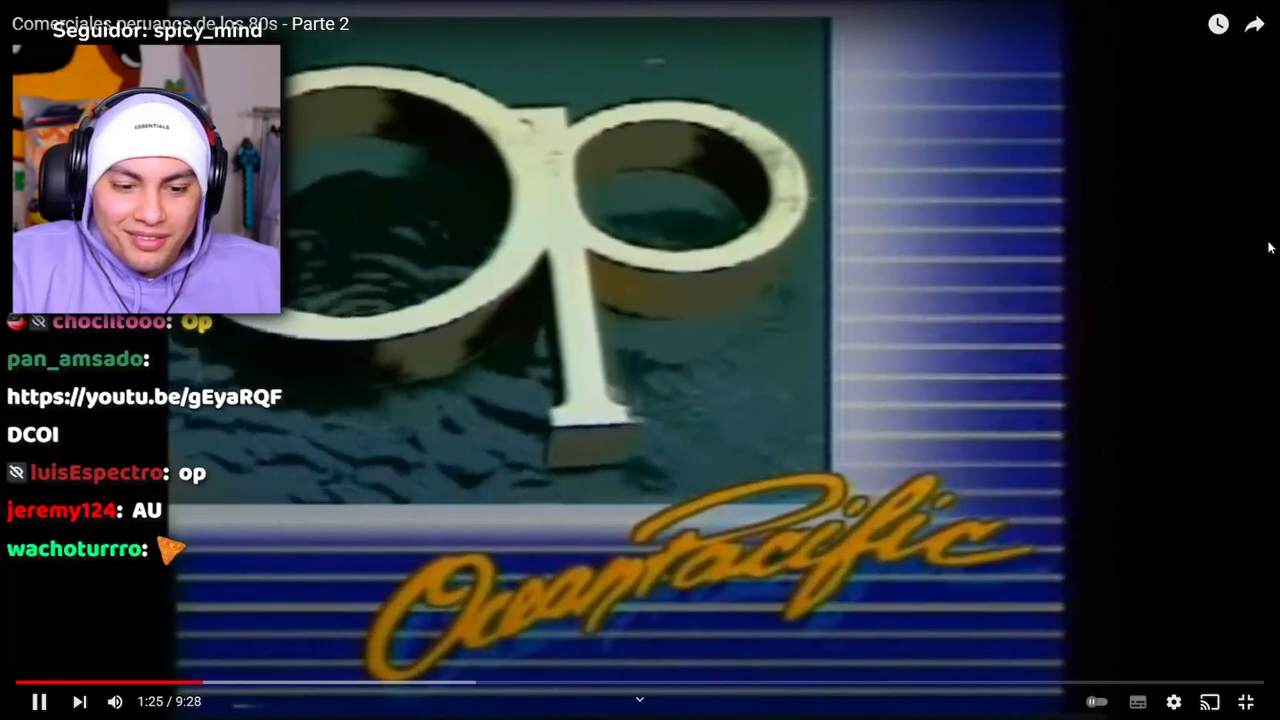 Comerciales peruanos de los 80s - Parte 2
Seguidor: spicy_mind
ESSENTIALS
Op
choclitooo: Op
pan_amsado:
https://youtu.be/gEyaRQF
DCOI
luisEspectro: op
jeremy124: AU
wachoturrro:
Ocean Pacific
1:25 / 9:28